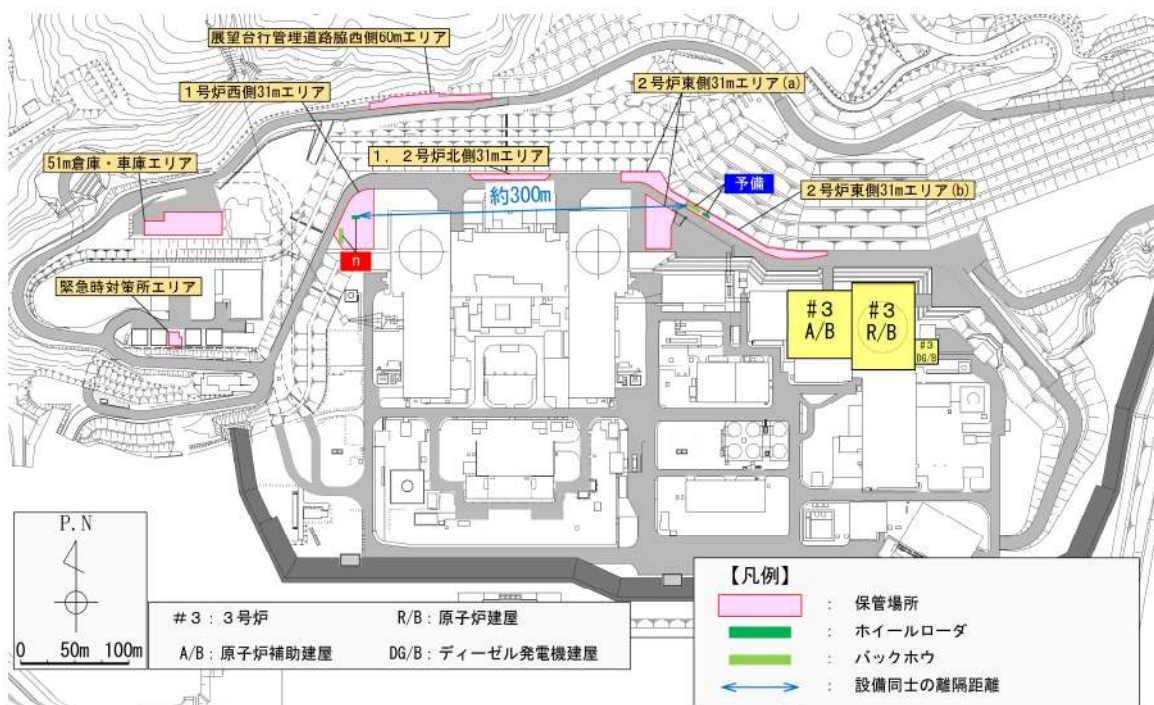 展望台行管理道路脇西側60mエリア
1号炉西側31mエリア
2号炉東側31mエリア(a)
51m倉庫・車庫エリア
1,2号炉北側31mエリア
予備
2号炉東側31mエリア(b)
約300m
n
緊急時対策所エリア
#3
A/B
#3
R/B
#3
DG/B
P.N
0 50m 100m
#3:3号炉
R/B:原子炉建屋
A/B:原子炉補助建屋
DG/B:ディーゼル発電機建屋
【凡例】
: 保管場所
: ホイールローダ
: バックホウ
: 設備同士の離隔距離